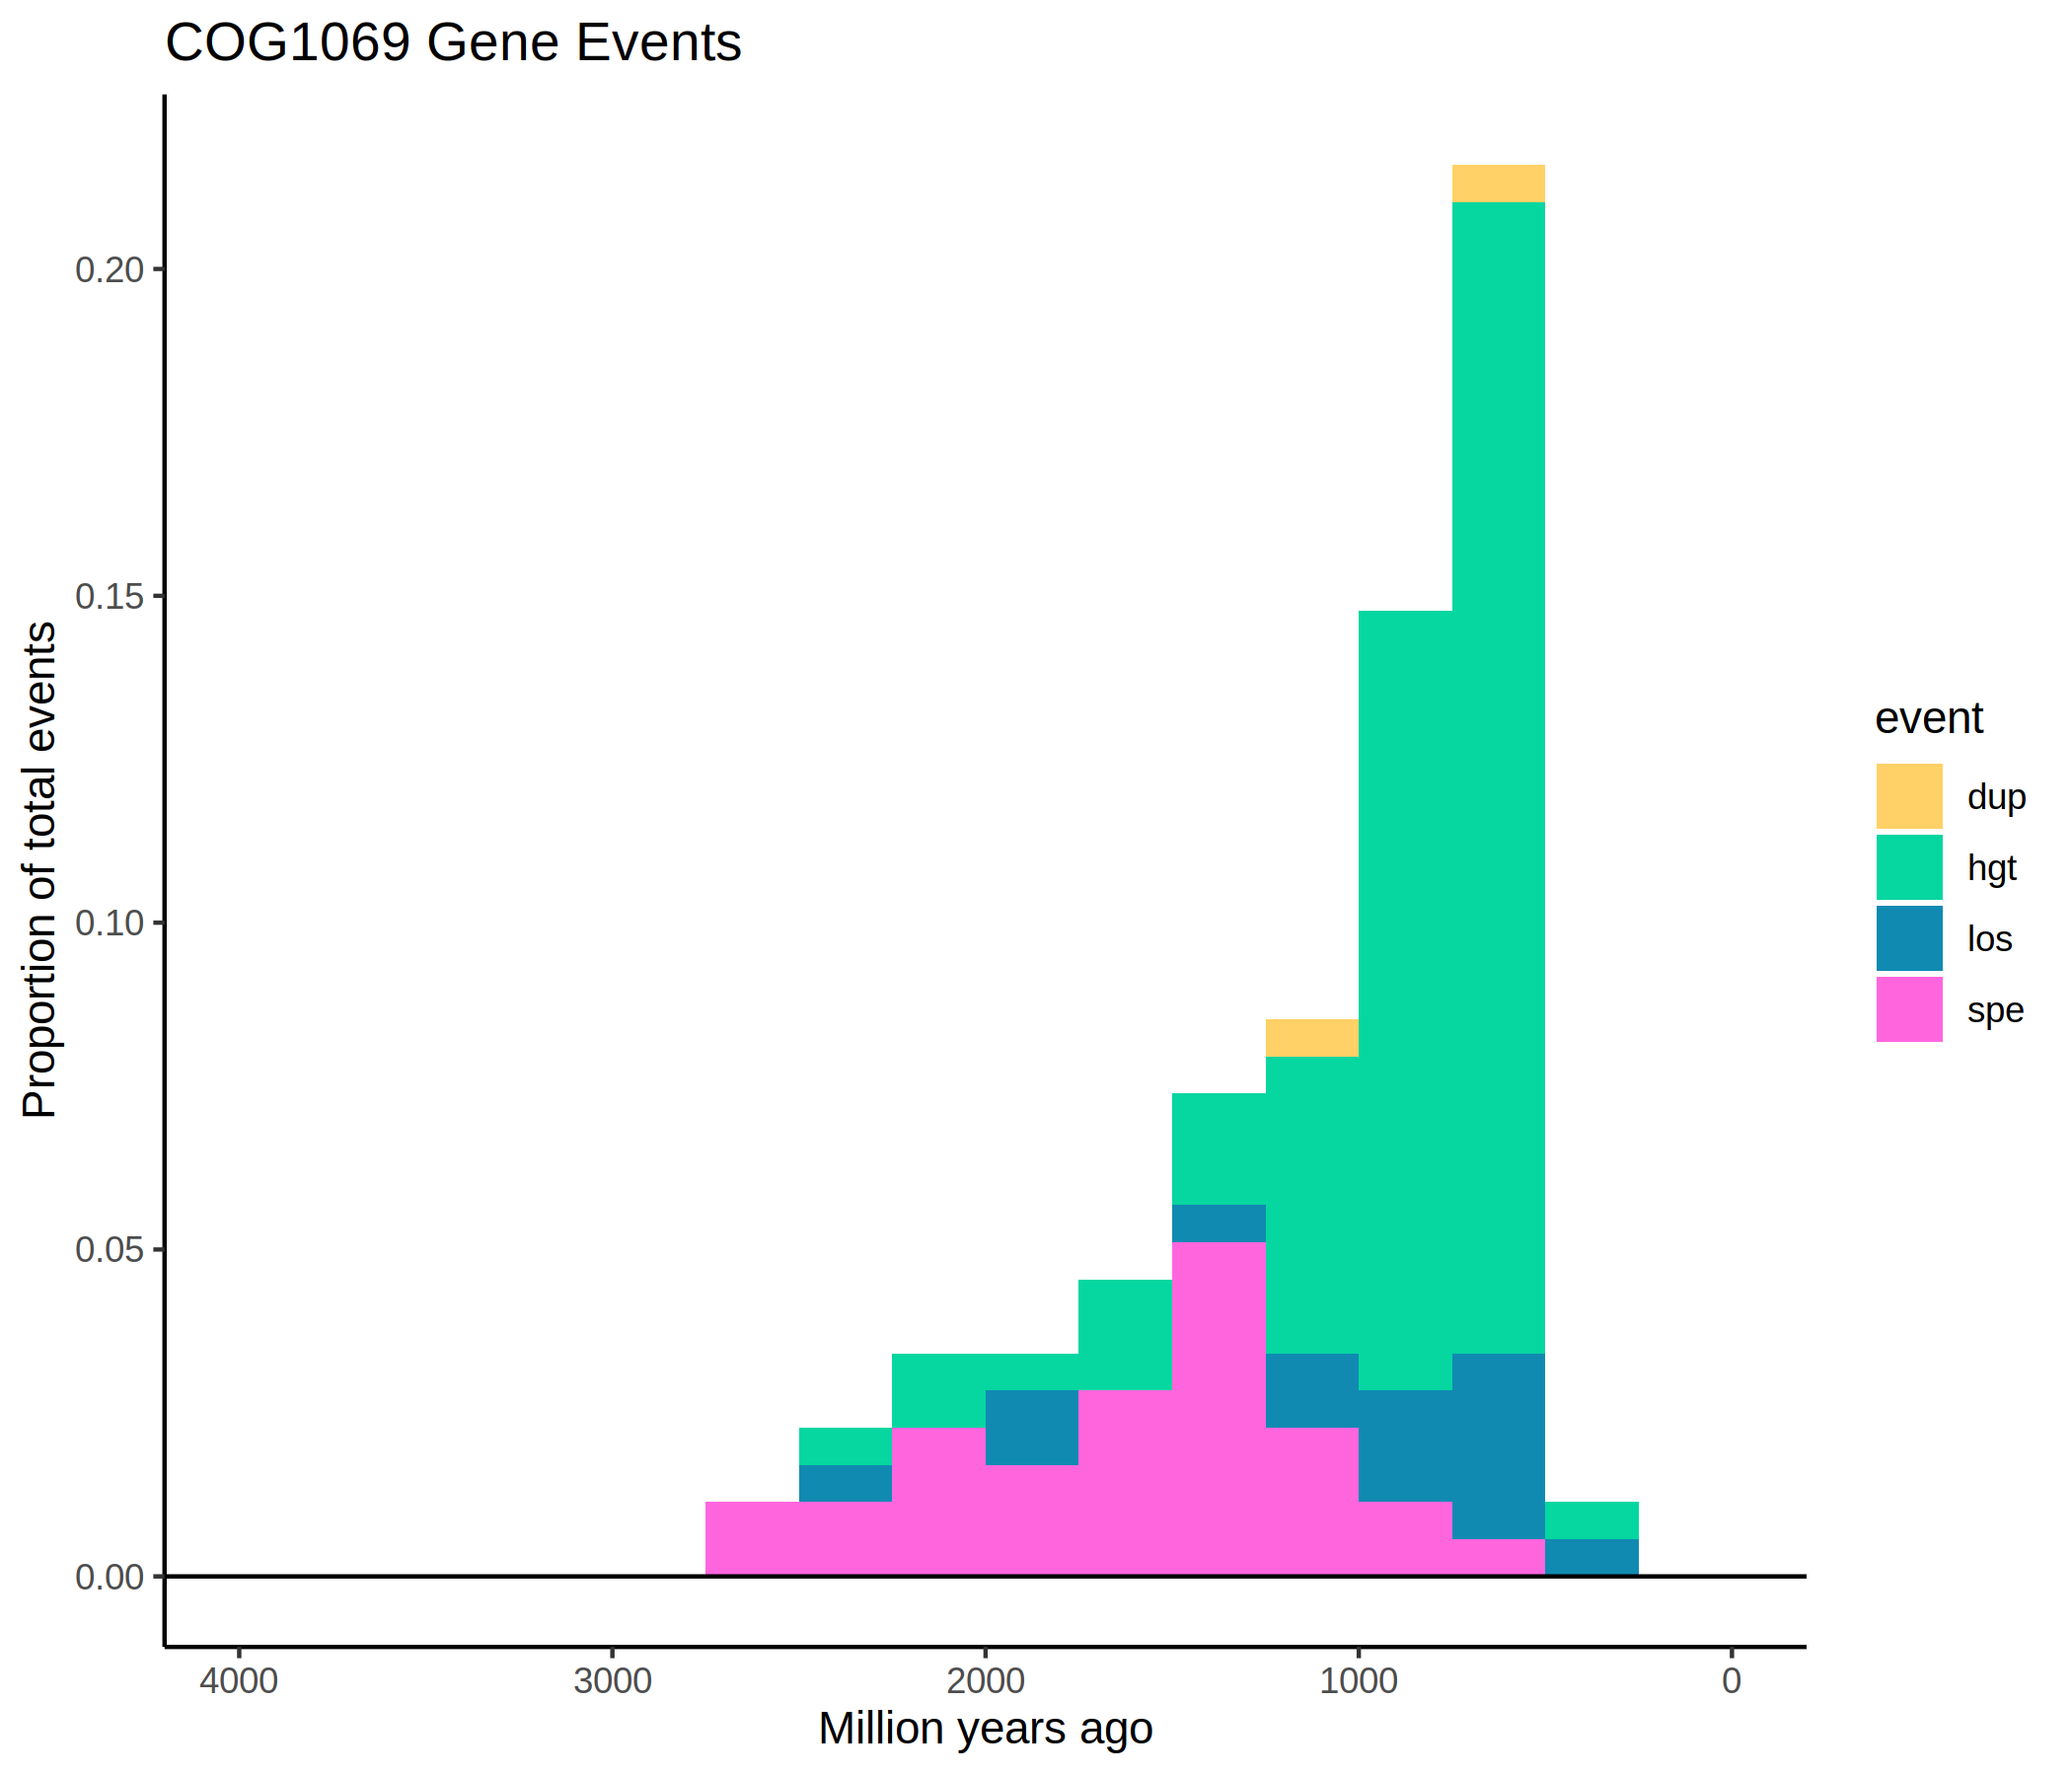 COG1069 Gene Events
Proportion of total events
0.20
0.15
0.10
0.05
0.00
4000 3000 2000 1000 0
Million years ago
event
dup
hgt
los
spe